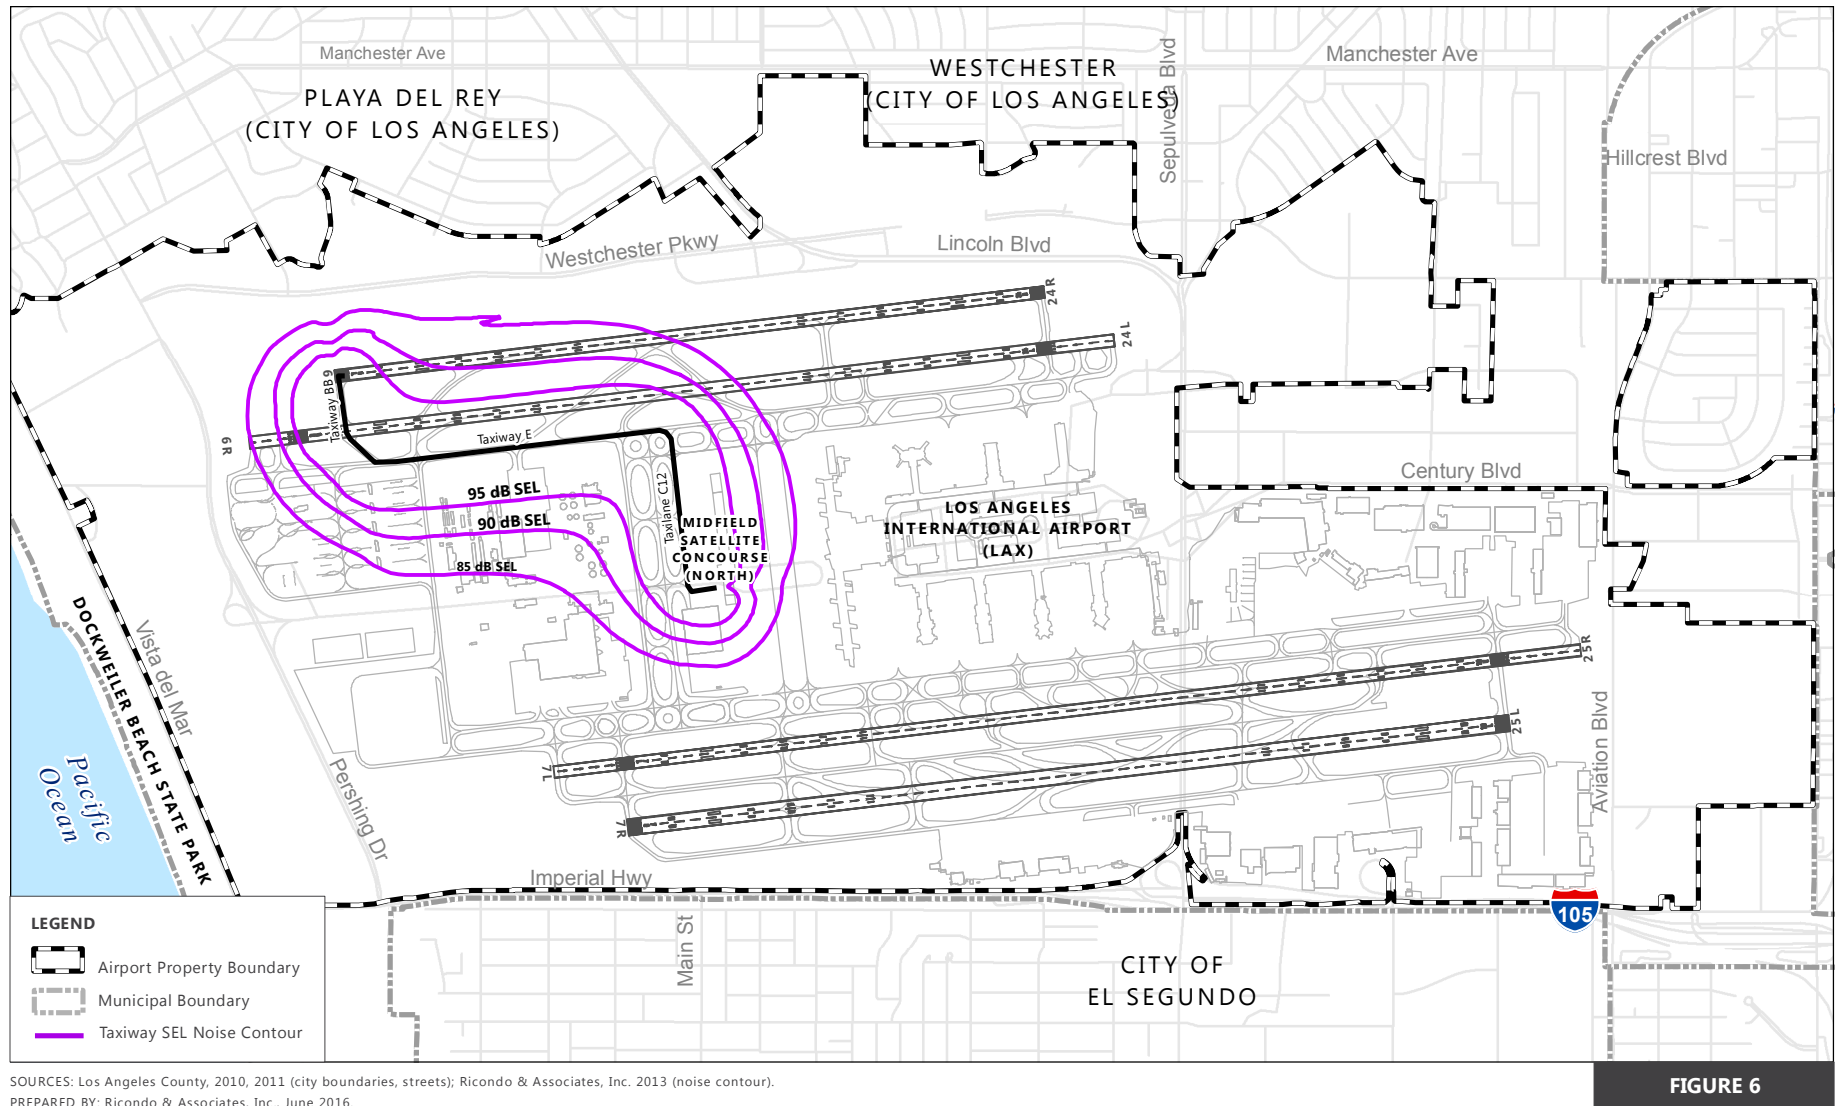 Manchester Ave
Manchester Ave
WESTCHESTER
(CITY OF LOS ANGELES)
PLAYA DEL REY
(CITY OF LOS ANGELES)
Sepulveda Blvd
Hillcrest Blvd
Westchester Pkwy
Lincoln Blvd
24R
24L
Taxiway BB
6
6R
Taxiway E
Taxilane C12
95 dB SEL
90 dB SEL
85 dB SEL
MIDFIELD
SATELLITE
CONCOURSE
(NORTH)
LOS ANGELES
INTERNATIONAL AIRPORT
(LAX)
Century Blvd
DOCKWEILER BEACH STATE PARK
Vista del Mar
Pacific
Ocean
Pershing Dr
7L
7R
25R
25L
Aviation Blvd
Imperial Hwy
105
Main St
CITY OF
EL SEGUNDO
LEGEND
Airport Property Boundary
Municipal Boundary
Taxiway SEL Noise Contour
SOURCES: Los Angeles County, 2010, 2011 (city boundaries, streets); Ricondo & Associates, Inc. 2013 (noise contour).
PREPARED BY: Ricondo & Associates, Inc., June 2016
FIGURE 6